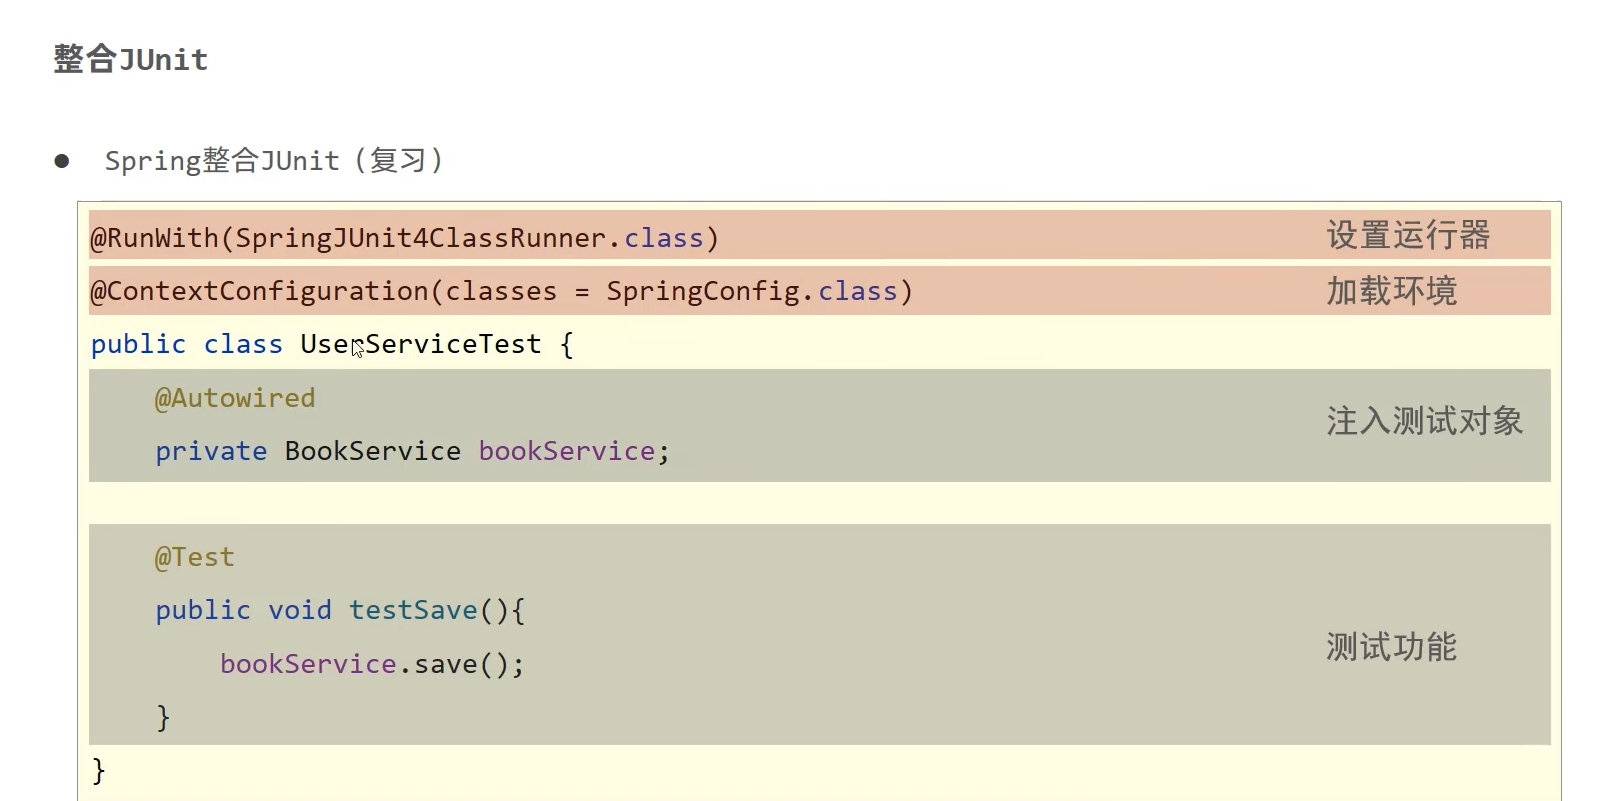 整合JUnit
● Spring整合JUnit（复习）
@RunWith(SpringJUnit4ClassRunner.class) 设置运行器
@ContextConfiguration(classes = SpringConfig.class) 加载环境
public class UserServiceTest {
@Autowired
private BookService bookService;
注入测试对象
@Test
public void testSave(){
bookService.save();
测试功能
}
}